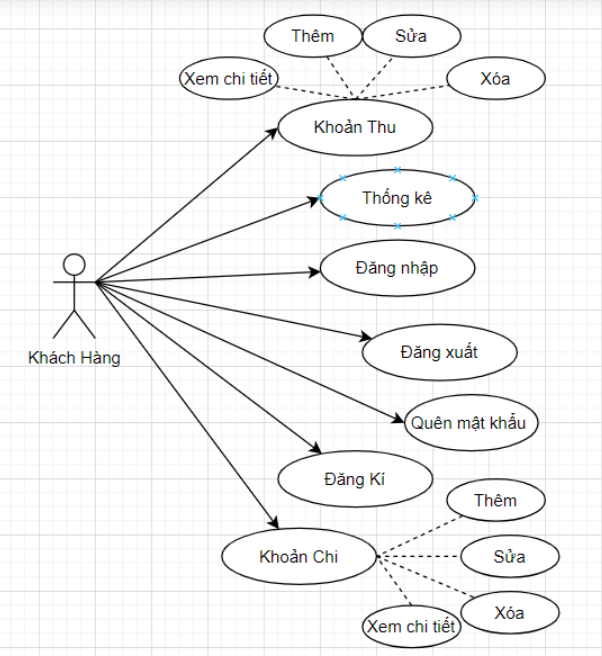 Thêm
Sửa
Xem chi tiết
Xóa
Khoản Thu
Thống kê
Đăng nhập
Khách Hàng
Đăng xuất
Quên mật khẩu
Đăng Kí
Thêm
Khoản Chi
Sửa
Xóa
Xem chi tiết